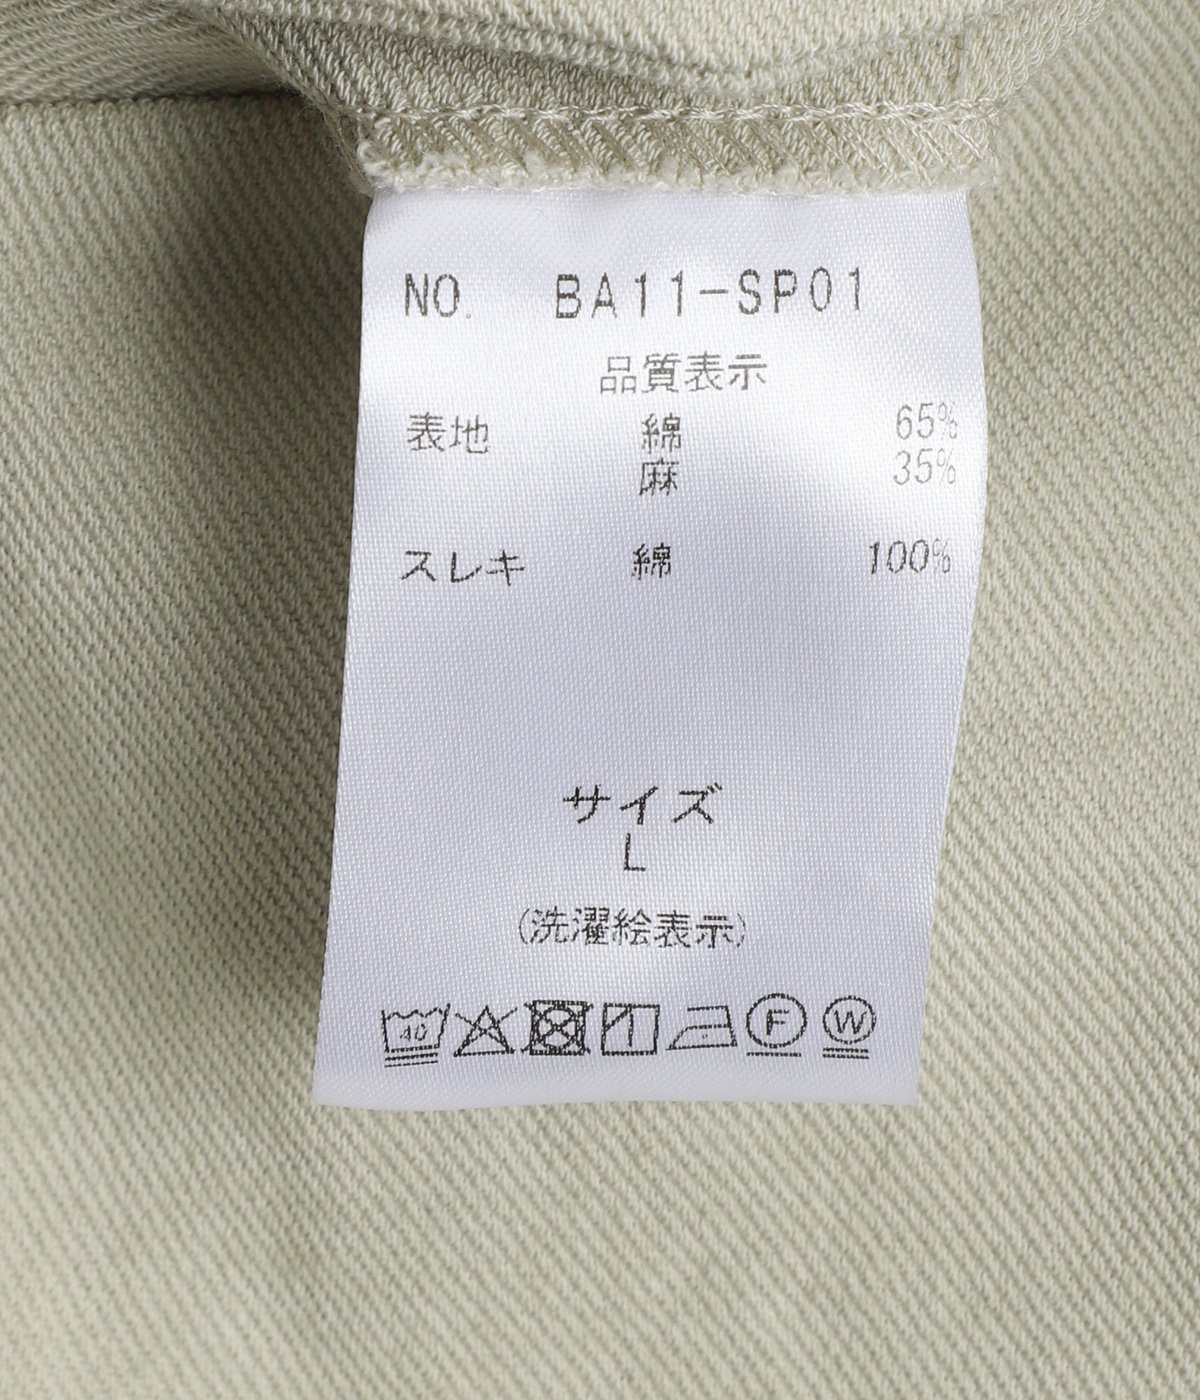 NO. BA11-SP01
品質表示
表地 綿 65%
麻 35%
スレキ 綿 100%
サイズ
L
(洗濯絵表示)
40 F W